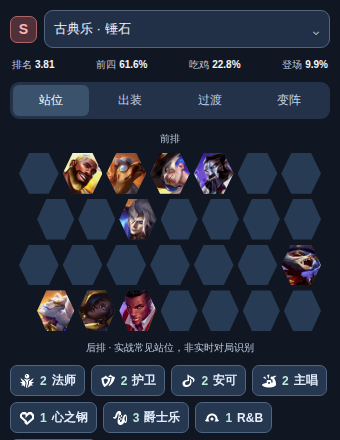 S 古典乐 · 锤石
排名 3.81 前四 61.6% 吃鸡 22.8% 登场 9.9%
站位 出装 过渡 变阵
前排
后排 · 实战常见站位，非实时对局识别
2 法师 2 护卫 2 安可 2 主唱
1 心之钢 3 爵士乐 1 R&B